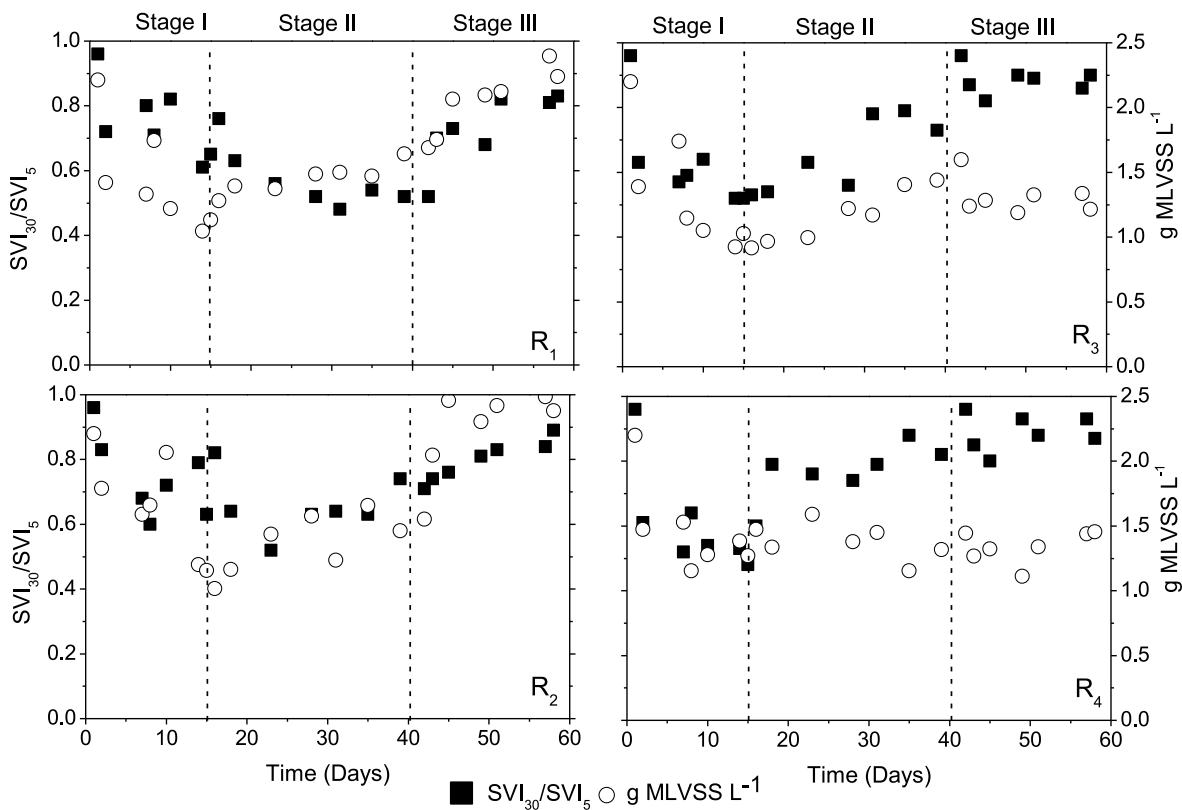 Stage I Stage II Stage III
1.0
0.8
0.6
0.4
0.2
0.0
SVI₃₀/SVI₅
R₁
Stage I Stage II Stage III
2.5
2.0
1.5
1.0
0.5
0.0
g MLVSS L⁻¹
R₃
1.0
0.8
0.6
0.4
0.2
0.0
SVI₃₀/SVI₅
R₂
0 10 20 30 40 50 60
Time (Days)
2.5
2.0
1.5
1.0
0.5
0.0
g MLVSS L⁻¹
R₄
0 10 20 30 40 50 60
Time (Days)
SVI₃₀/SVI₅ g MLVSS L⁻¹